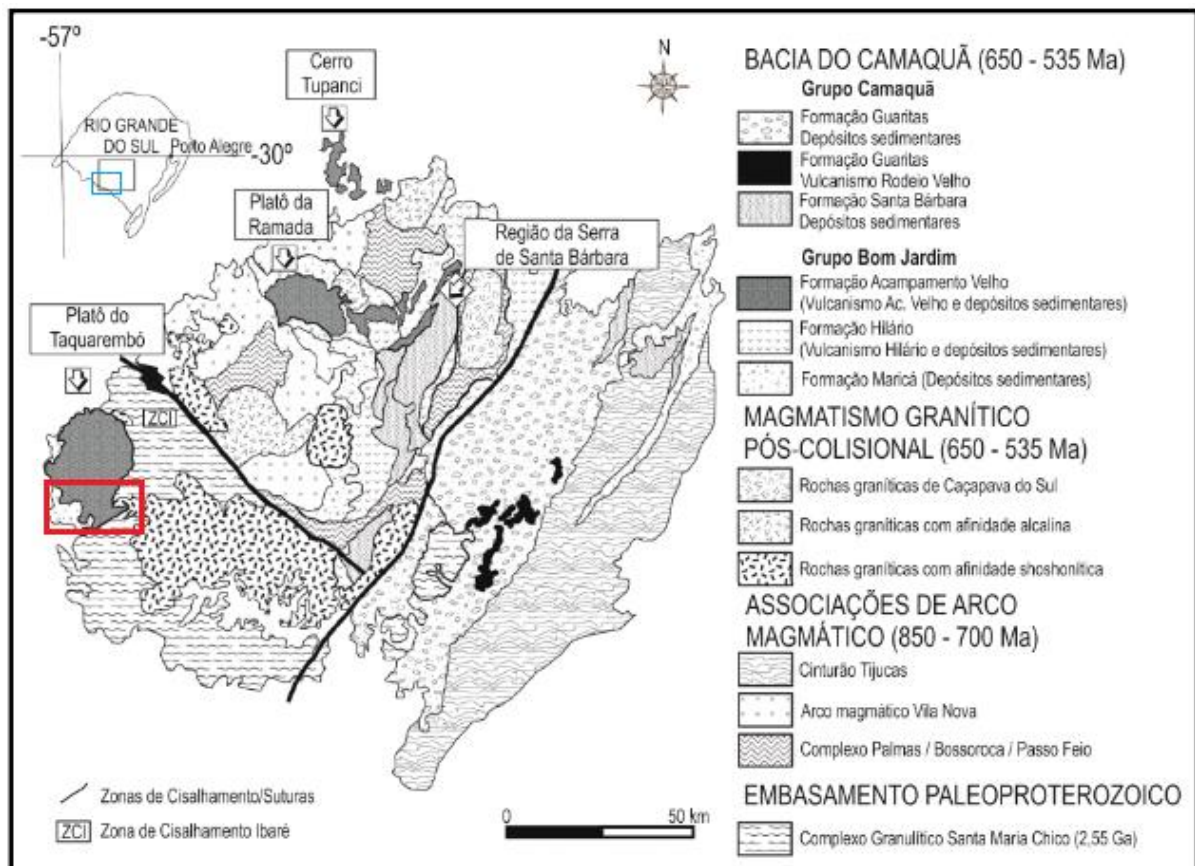 -57º
RIO GRANDE
DO SUL
Porto Alegre
-30º
Cerro
Tupanci
N
Platô da
Ramada
Região da Serra
de Santa Bárbara
Platô do
Taquarembó
ZCI
Zonas de Cisalhamento/Suturas
ZCI Zona de Cisalhamento Ibaré
0 50 km
BACIA DO CAMAQUÃ (650 - 535 Ma)
Grupo Camaquã
Formação Guaritas
Depósitos sedimentares
Formação Guaritas
Vulcanismo Rodeio Velho
Formação Santa Bárbara
Depósitos sedimentares
Grupo Bom Jardim
Formação Acampamento Velho
(Vulcanismo Ac. Velho e depósitos sedimentares)
Formação Hilário
(Vulcanismo Hilário e depósitos sedimentares)
Formação Maricá (Depósitos sedimentares)
MAGMATISMO GRANÍTICO
PÓS-COLISIONAL (650 - 535 Ma)
Rochas graníticas de Caçapava do Sul
Rochas graníticas com afinidade alcalina
Rochas graníticas com afinidade shoshonítica
ASSOCIAÇÕES DE ARCO
MAGMÁTICO (850 - 700 Ma)
Cinturão Tijucas
Arco magmático Vila Nova
Complexo Palmas / Bossoroca / Passo Feio
EMBASAMENTO PALEOPROTEROZOICO
Complexo Granulítico Santa Maria Chico (2,55 Ga)